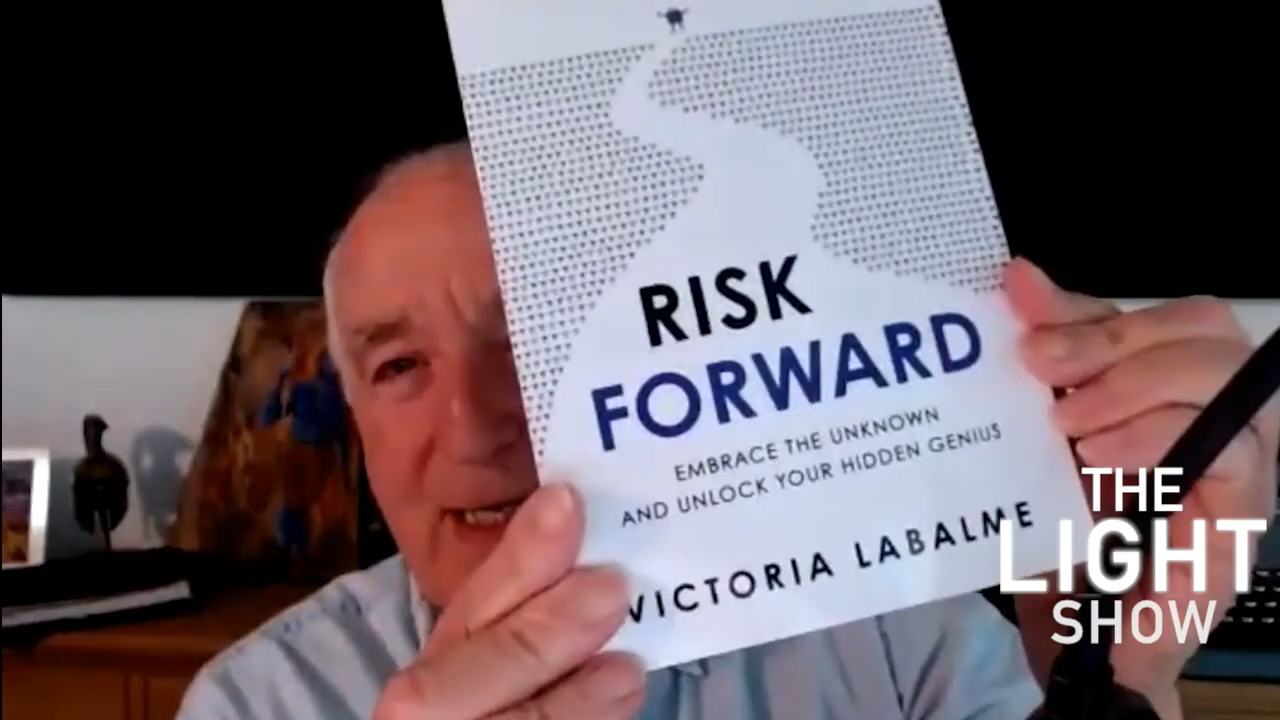 RISK
FORWARD
EMBRACE THE UNKNOWN
AND UNLOCK YOUR HIDDEN GENIUS
VICTORIA LABALME
THE
LIGHT
SHOW